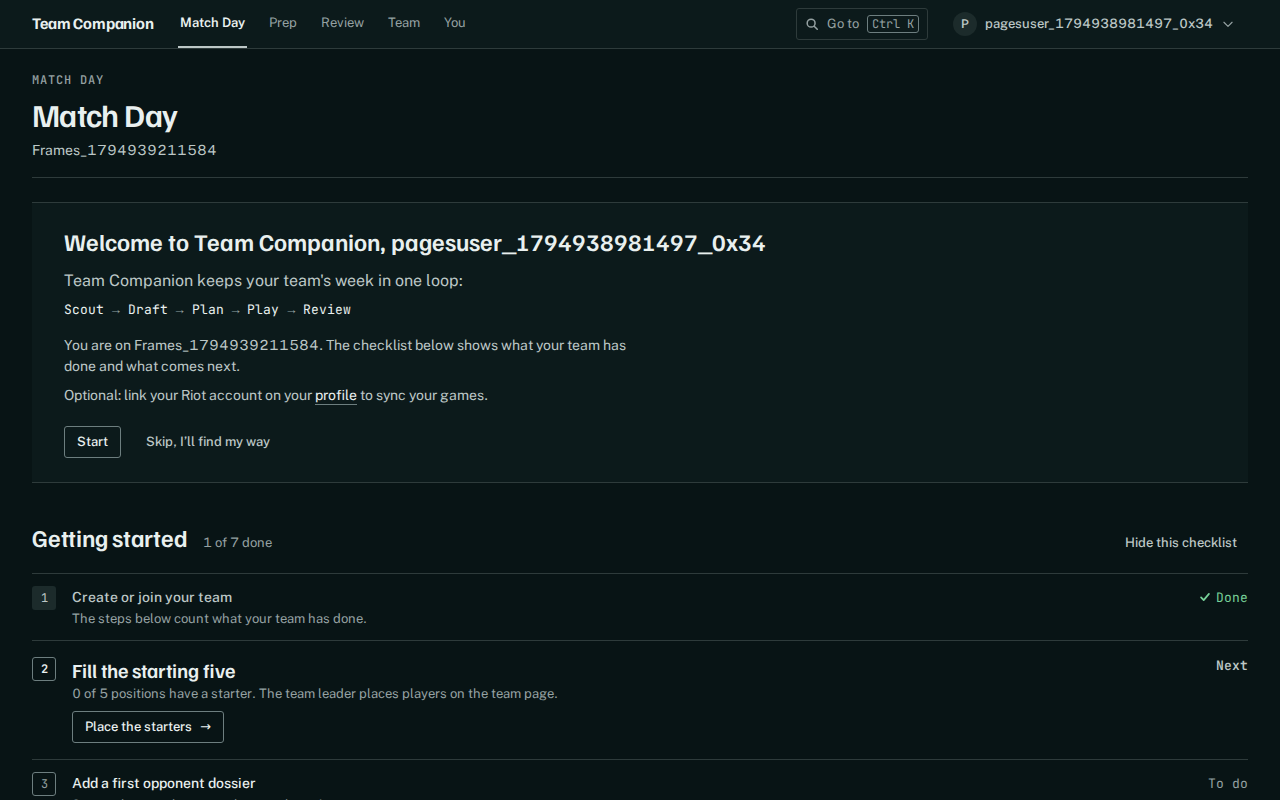 Team Companion Match Day Prep Review Team You Go to Ctrl K P pagesuser_1794938981497_0x34
MATCH DAY
Match Day
Frames_1794939211584
Welcome to Team Companion, pagesuser_1794938981497_0x34
Team Companion keeps your team's week in one loop:
Scout → Draft → Plan → Play → Review
You are on Frames_1794939211584. The checklist below shows what your team has
done and what comes next.
Optional: link your Riot account on your profile to sync your games.
Start Skip, I'll find my way
Getting started 1 of 7 done Hide this checklist
1 Create or join your team Done
The steps below count what your team has done.
2 Fill the starting five Next
0 of 5 positions have a starter. The team leader places players on the team page.
Place the starters →
3 Add a first opponent dossier To do